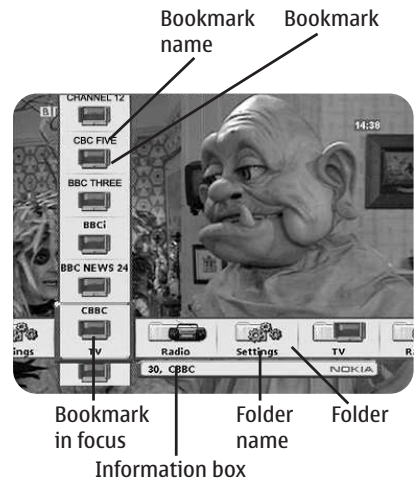 Bookmark name
Bookmark
CHANNEL 12
14:38
CBC FIVE
BBC THREE
BBCi
BBC NEWS 24
CBBC
ings
TV
Radio
Settings
TV
30, CBBC
NOKIA
Bookmark in focus
Folder name
Folder
Information box